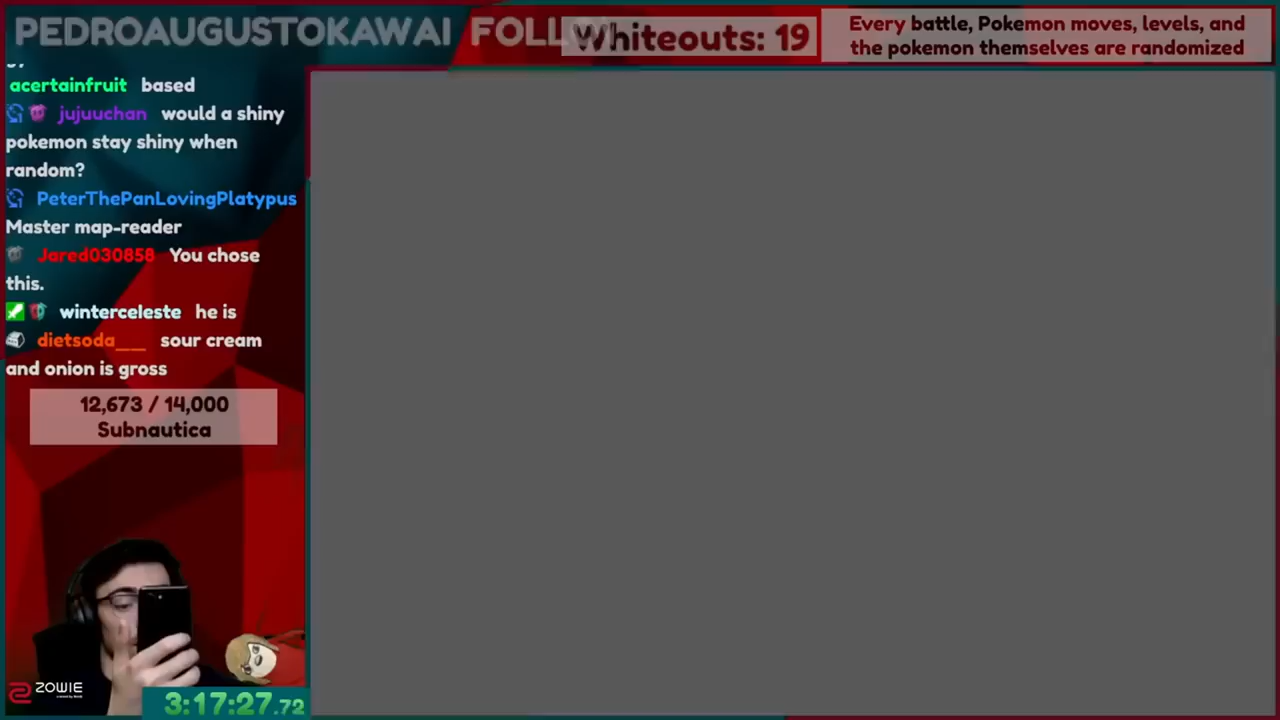 PEDROAUGUSTOKAWAI FOLL
Whiteouts: 19
Every battle, Pokemon moves, levels, and
the pokemon themselves are randomized
acertainfruit based
jujuuchan would a shiny
pokemon stay shiny when
random?
PeterThePanLovingPlatypus
Master map-reader
Jared030858 You chose
this.
winterceleste he is
dietsoda__ sour cream
and onion is gross
12,673 / 14,000
Subnautica
ZOWIE
3:17:27.72